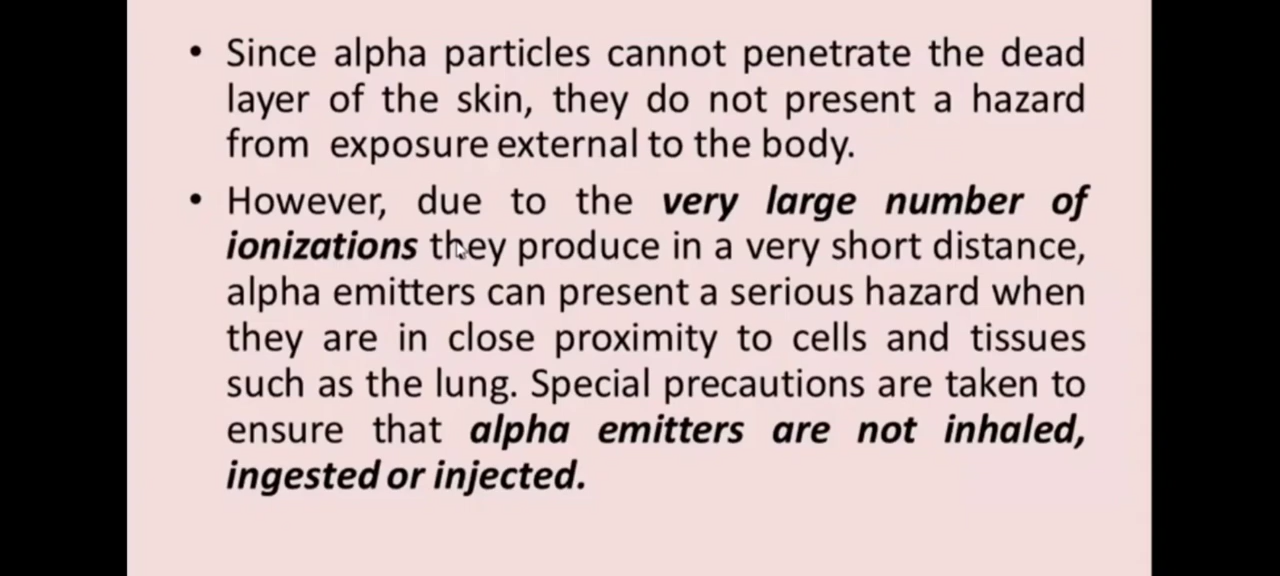 • Since alpha particles cannot penetrate the dead
layer of the skin, they do not present a hazard
from exposure external to the body.
• However, due to the very large number of
ionizations they produce in a very short distance,
alpha emitters can present a serious hazard when
they are in close proximity to cells and tissues
such as the lung. Special precautions are taken to
ensure that alpha emitters are not inhaled,
ingested or injected.